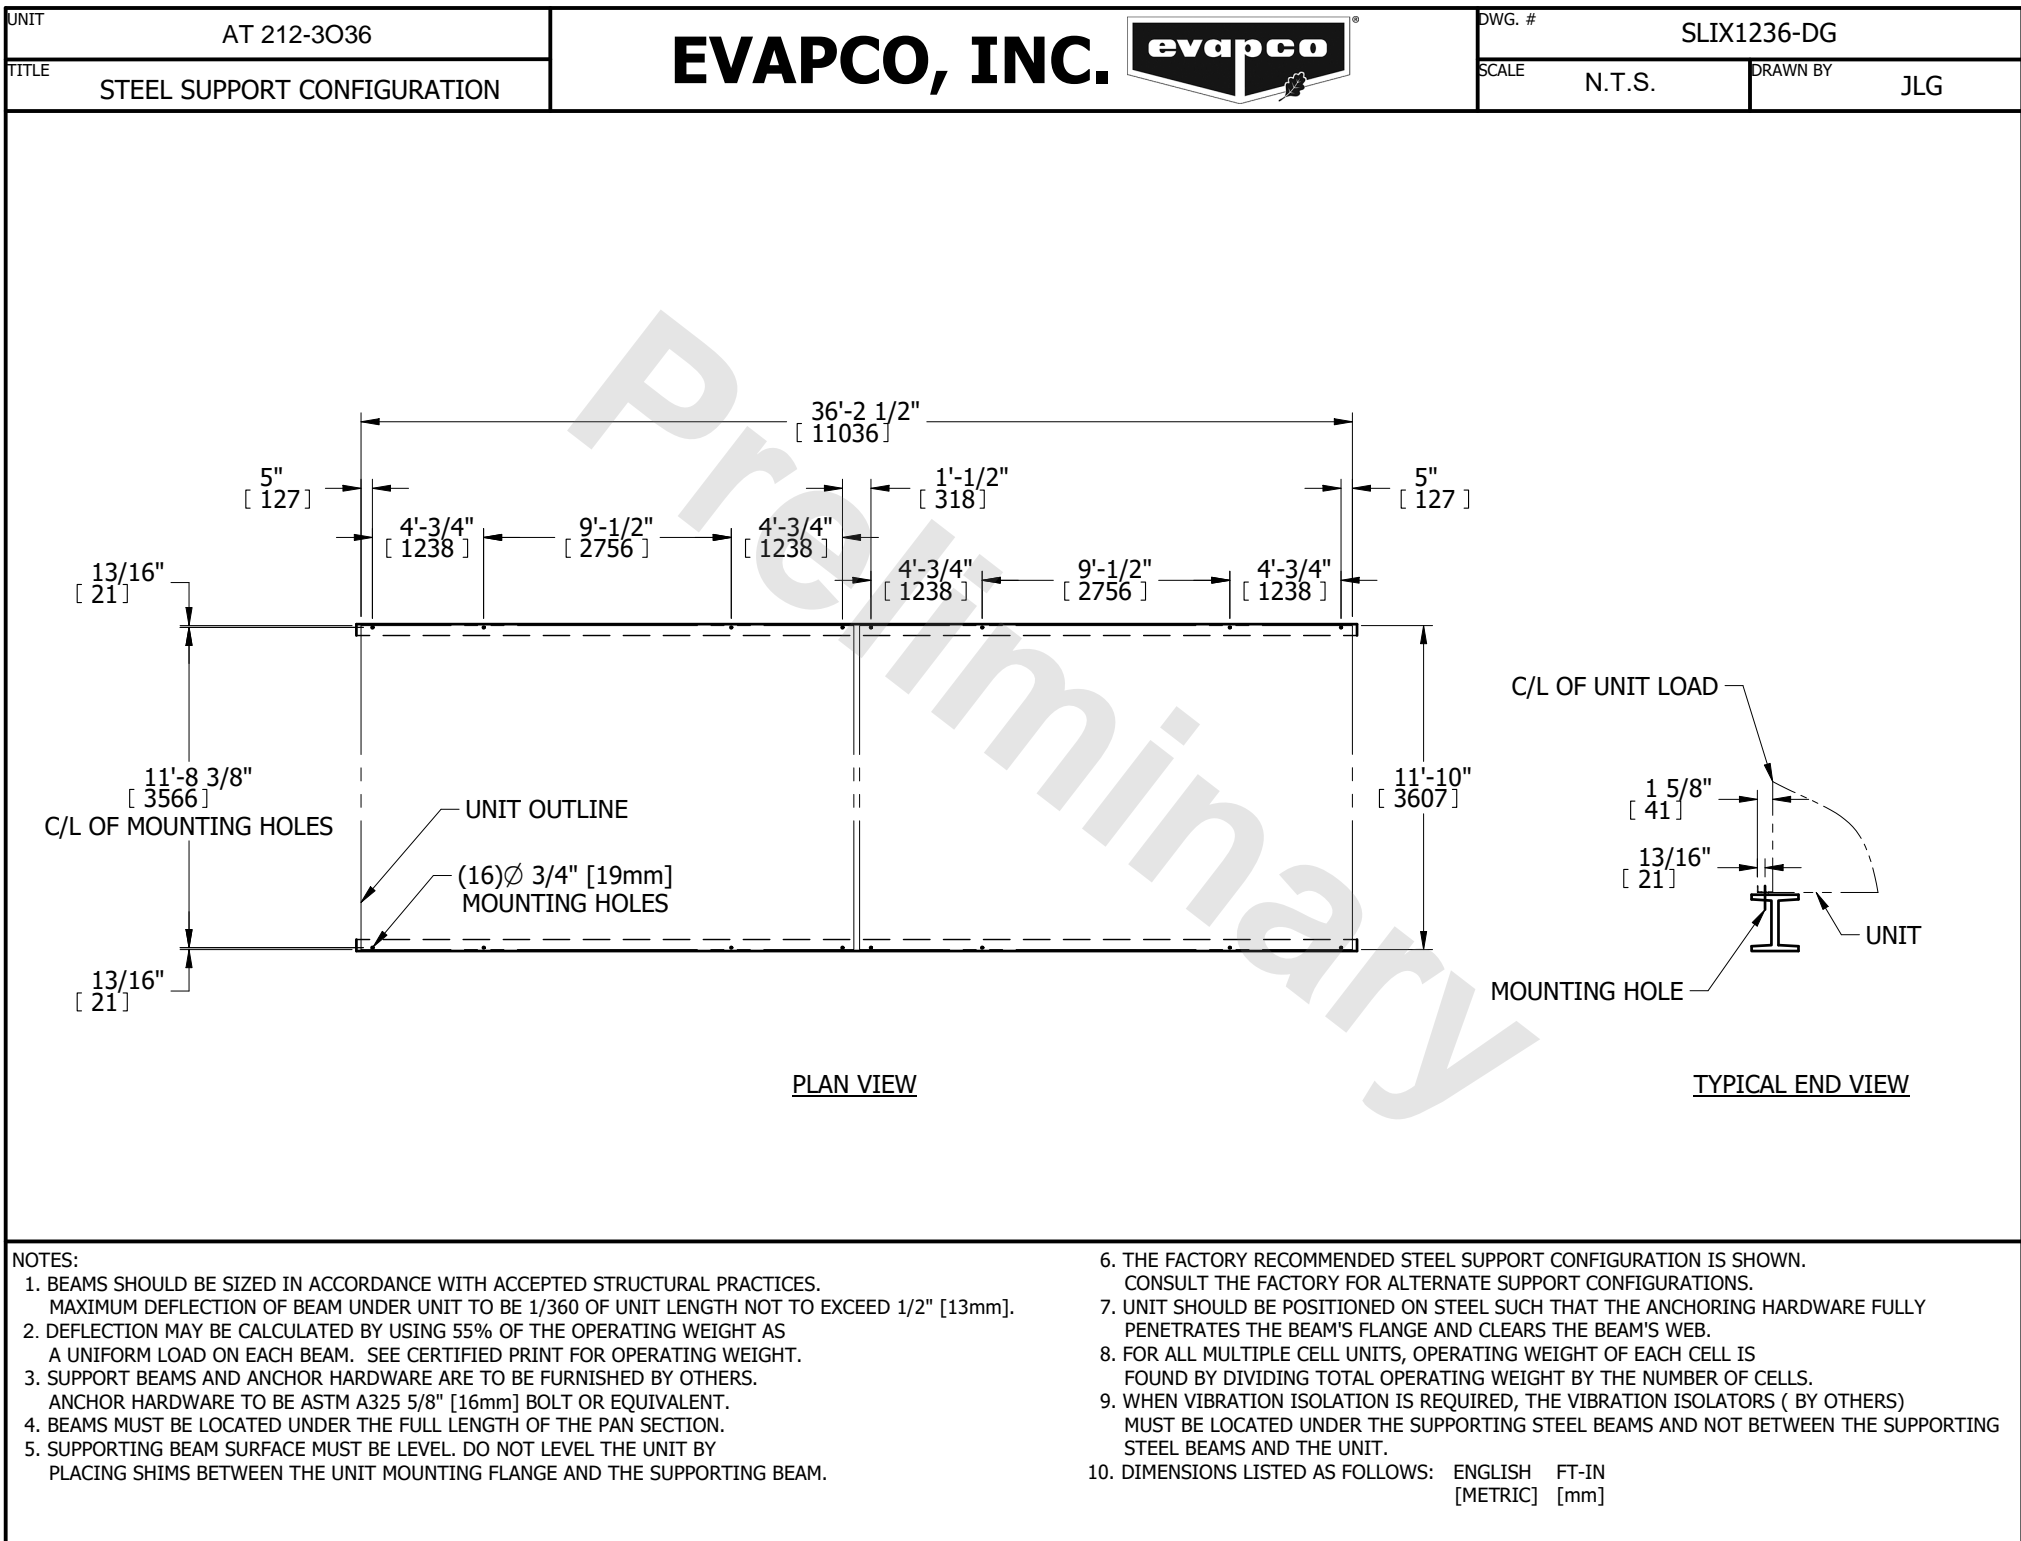 UNIT
AT 212-3O36
TITLE
STEEL SUPPORT CONFIGURATION
EVAPCO, INC.
evapco
®
DWG. #
SLIX1236-DG
SCALE
N.T.S.
DRAWN BY
JLG
Preliminary
36'-2 1/2"
[ 11036 ]
5"
[ 127 ]
1'-1/2"
[ 318 ]
5"
[ 127 ]
4'-3/4"
[ 1238 ]
9'-1/2"
[ 2756 ]
4'-3/4"
[ 1238 ]
4'-3/4"
[ 1238 ]
9'-1/2"
[ 2756 ]
4'-3/4"
[ 1238 ]
13/16"
[ 21 ]
11'-8 3/8"
[ 3566 ]
C/L OF MOUNTING HOLES
UNIT OUTLINE
(16)∅ 3/4" [19mm]
MOUNTING HOLES
11'-10"
[ 3607 ]
13/16"
[ 21 ]
C/L OF UNIT LOAD
1 5/8"
[ 41 ]
13/16"
[ 21 ]
UNIT
MOUNTING HOLE
PLAN VIEW
TYPICAL END VIEW
NOTES:
1. BEAMS SHOULD BE SIZED IN ACCORDANCE WITH ACCEPTED STRUCTURAL PRACTICES.
MAXIMUM DEFLECTION OF BEAM UNDER UNIT TO BE 1/360 OF UNIT LENGTH NOT TO EXCEED 1/2" [13mm].
2. DEFLECTION MAY BE CALCULATED BY USING 55% OF THE OPERATING WEIGHT AS
A UNIFORM LOAD ON EACH BEAM. SEE CERTIFIED PRINT FOR OPERATING WEIGHT.
3. SUPPORT BEAMS AND ANCHOR HARDWARE ARE TO BE FURNISHED BY OTHERS.
ANCHOR HARDWARE TO BE ASTM A325 5/8" [16mm] BOLT OR EQUIVALENT.
4. BEAMS MUST BE LOCATED UNDER THE FULL LENGTH OF THE PAN SECTION.
5. SUPPORTING BEAM SURFACE MUST BE LEVEL. DO NOT LEVEL THE UNIT BY
PLACING SHIMS BETWEEN THE UNIT MOUNTING FLANGE AND THE SUPPORTING BEAM.
6. THE FACTORY RECOMMENDED STEEL SUPPORT CONFIGURATION IS SHOWN.
CONSULT THE FACTORY FOR ALTERNATE SUPPORT CONFIGURATIONS.
7. UNIT SHOULD BE POSITIONED ON STEEL SUCH THAT THE ANCHORING HARDWARE FULLY
PENETRATES THE BEAM'S FLANGE AND CLEARS THE BEAM'S WEB.
8. FOR ALL MULTIPLE CELL UNITS, OPERATING WEIGHT OF EACH CELL IS
FOUND BY DIVIDING TOTAL OPERATING WEIGHT BY THE NUMBER OF CELLS.
9. WHEN VIBRATION ISOLATION IS REQUIRED, THE VIBRATION ISOLATORS ( BY OTHERS)
MUST BE LOCATED UNDER THE SUPPORTING STEEL BEAMS AND NOT BETWEEN THE SUPPORTING
STEEL BEAMS AND THE UNIT.
10. DIMENSIONS LISTED AS FOLLOWS: ENGLISH FT-IN
[METRIC] [mm]